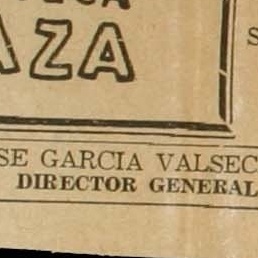 AZA
SE GARCIA VALSEC
DIRECTOR GENERAL